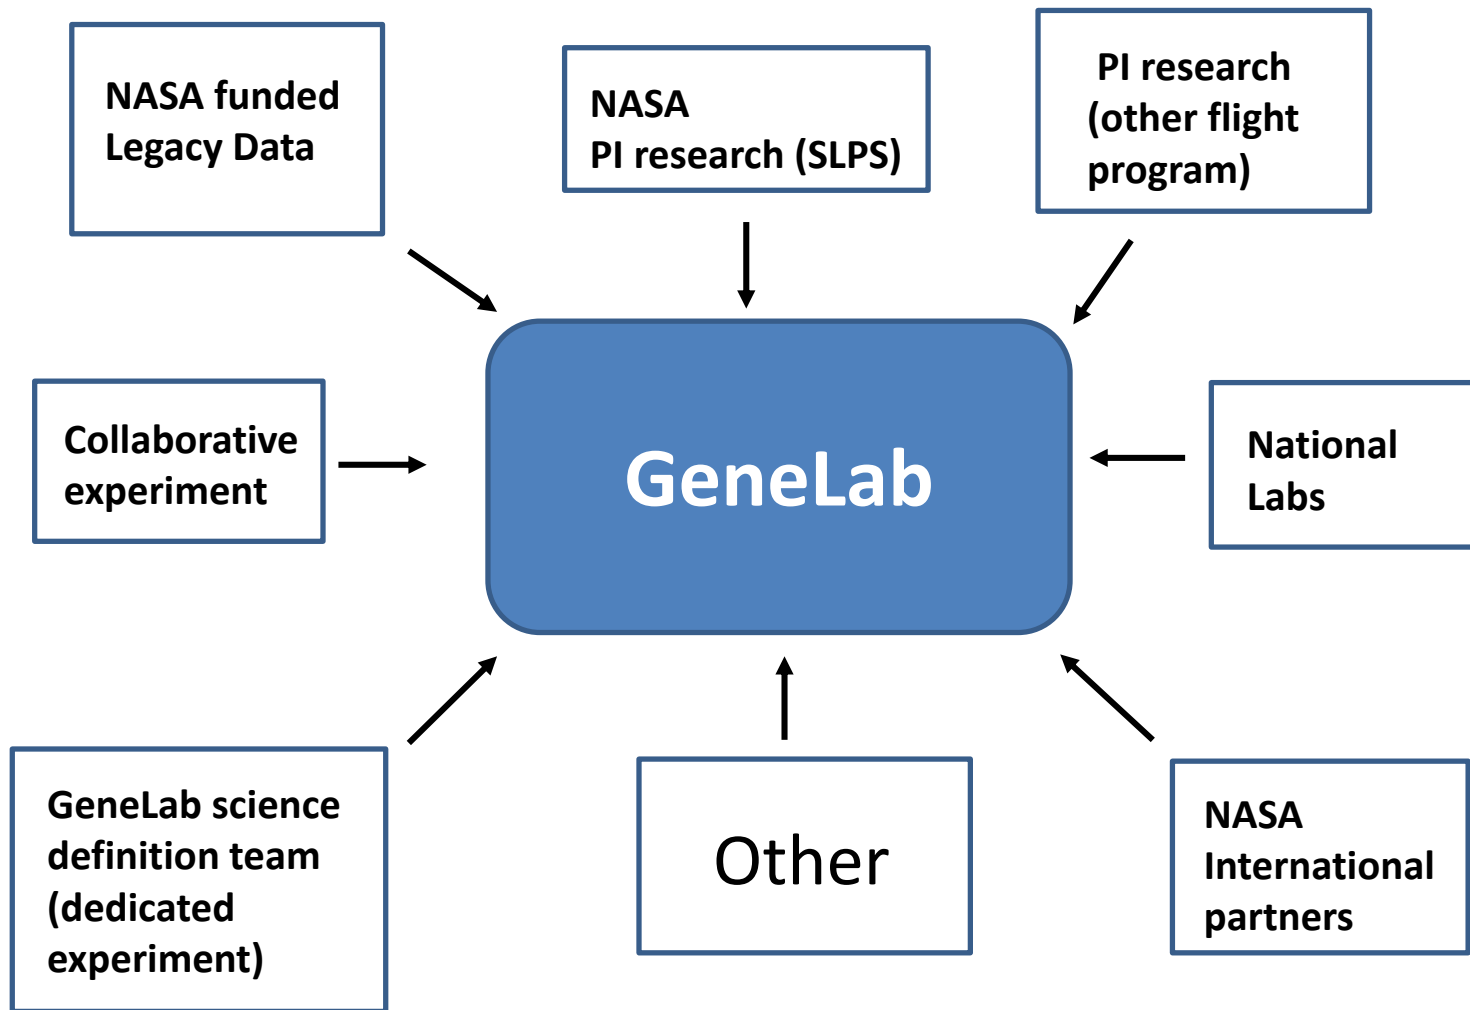 NASA funded
Legacy Data
NASA
PI research (SLPS)
PI research
(other flight
program)
Collaborative
experiment
GeneLab
National
Labs
GeneLab science
definition team
(dedicated
experiment)
Other
NASA
International
partners